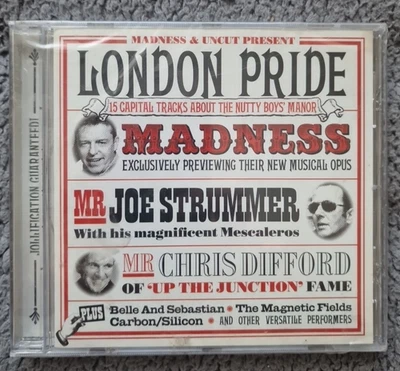 MADNESS & UNCUT PRESENT
LONDON PRIDE
15 CAPITAL TRACKS ABOUT THE NUTTY BOYS' MANOR
MADNESS
EXCLUSIVELY PREVIEWING THEIR NEW MUSICAL OPUS
MR JOE STRUMMER
With his magnificent Mescaleros
MR CHRIS DIFFORD
OF 'UP THE JUNCTION' FAME
PLUS
Belle And Sebastian • The Magnetic Fields
Carbon/Silicon • AND OTHER VERSATILE PERFORMERS
JOLLIFICATION GUARANTEED!